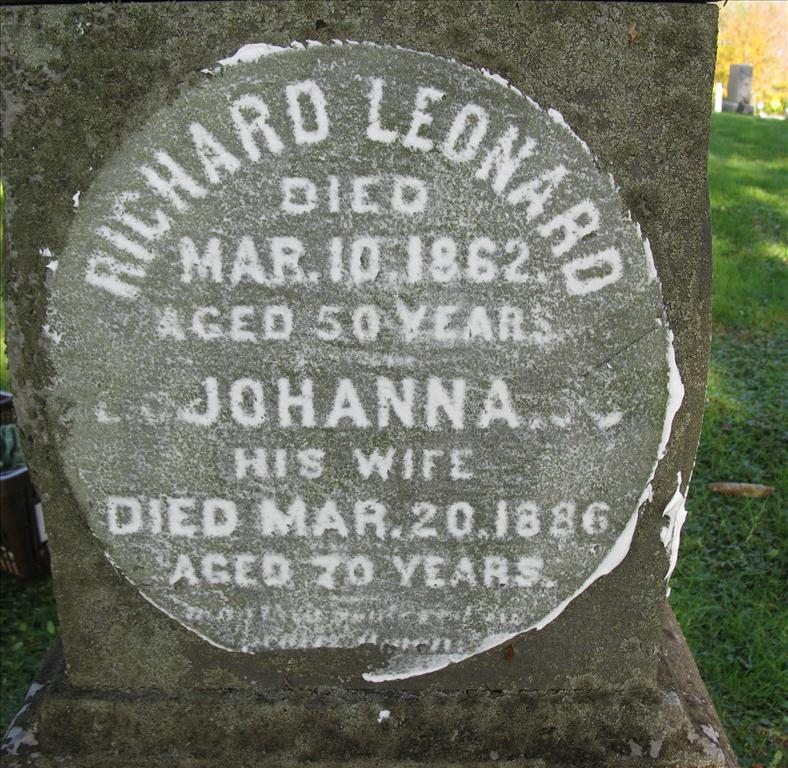 RICHARD LEONARD
DIED
MAR. 10. 1862.
AGED 50 YEARS
JOHANNA
HIS WIFE
DIED MAR. 20. 1886
AGED 70 YEARS.